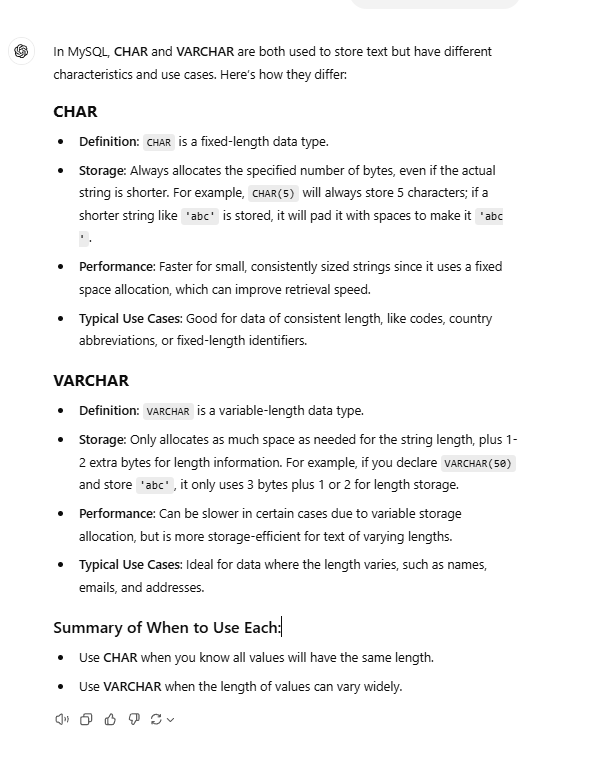 In MySQL, CHAR and VARCHAR are both used to store text but have different
characteristics and use cases. Here's how they differ:
CHAR
• Definition: CHAR is a fixed-length data type.
• Storage: Always allocates the specified number of bytes, even if the actual
string is shorter. For example, CHAR(5) will always store 5 characters; if a
shorter string like 'abc' is stored, it will pad it with spaces to make it 'abc
'.
• Performance: Faster for small, consistently sized strings since it uses a fixed
space allocation, which can improve retrieval speed.
• Typical Use Cases: Good for data of consistent length, like codes, country
abbreviations, or fixed-length identifiers.
VARCHAR
• Definition: VARCHAR is a variable-length data type.
• Storage: Only allocates as much space as needed for the string length, plus 1-
2 extra bytes for length information. For example, if you declare VARCHAR(50)
and store 'abc', it only uses 3 bytes plus 1 or 2 for length storage.
• Performance: Can be slower in certain cases due to variable storage
allocation, but is more storage-efficient for text of varying lengths.
• Typical Use Cases: Ideal for data where the length varies, such as names,
emails, and addresses.
Summary of When to Use Each:
• Use CHAR when you know all values will have the same length.
• Use VARCHAR when the length of values can vary widely.